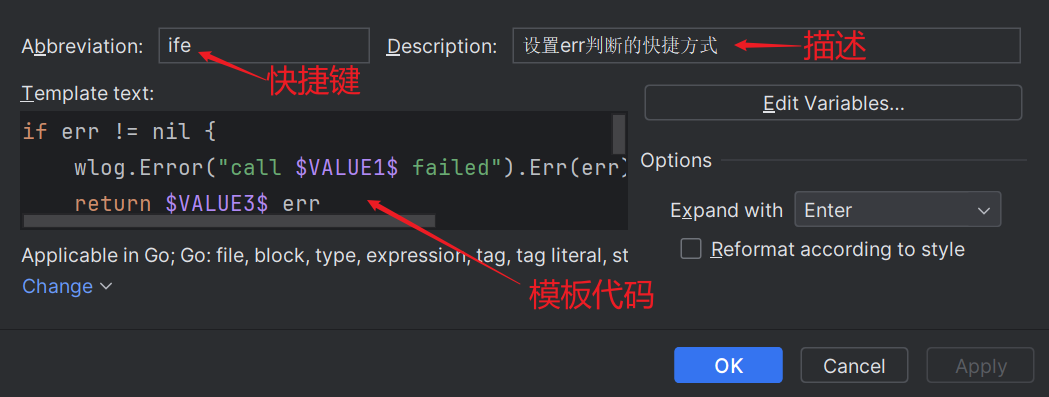 Abbreviation: ife Description: 设置err判断的快捷方式 描述
快捷键
Template text:
Edit Variables...
if err != nil {
wlog.Error("call $VALUE1$ failed").Err(err)
return $VALUE3$ err
Options
Expand with Enter
Reformat according to style
Applicable in Go; Go: file, block, type, expression, tag, tag literal, st
Change
模板代码
OK Cancel Apply